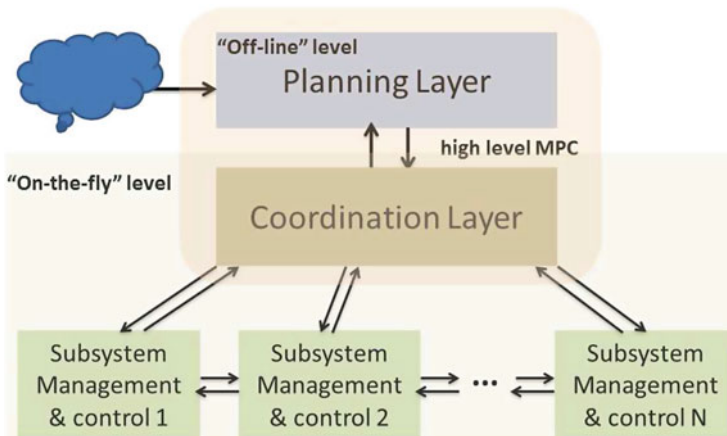 “Off-line” level
Planning Layer
high level MPC
“On-the-fly” level
Coordination Layer
Subsystem
Management
& control 1
Subsystem
Management
& control 2
...
Subsystem
Management
& control N